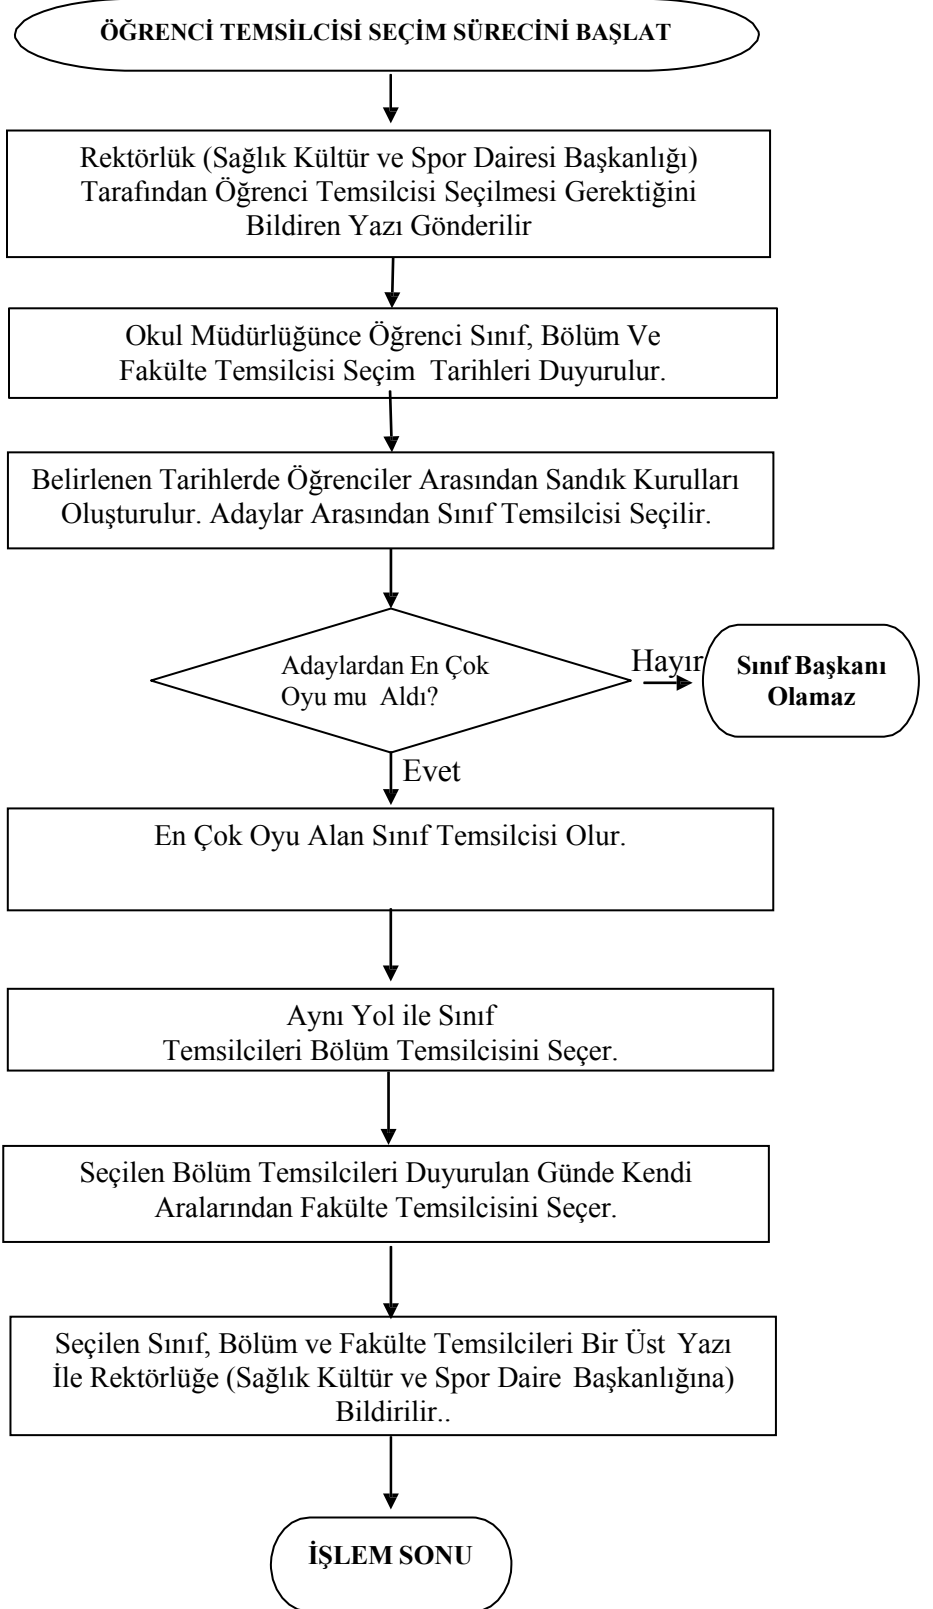 ÖĞRENCİ TEMSİLCİSİ SEÇİM SÜRECİNİ BAŞLAT
Rektörlük (Sağlık Kültür ve Spor Dairesi Başkanlığı)
Tarafından Öğrenci Temsilcisi Seçilmesi Gerektiğini
Bildiren Yazı Gönderilir
Okul Müdürlüğünce Öğrenci Sınıf, Bölüm Ve
Fakülte Temsilcisi Seçim Tarihleri Duyurulur.
Belirlenen Tarihlerde Öğrenciler Arasından Sandık Kurulları
Oluşturulur. Adaylar Arasından Sınıf Temsilcisi Seçilir.
Adaylardan En Çok
Oyu mu Aldı?
Hayır
Sınıf Başkanı
Olamaz
Evet
En Çok Oyu Alan Sınıf Temsilcisi Olur.
Aynı Yol ile Sınıf
Temsilcileri Bölüm Temsilcisini Seçer.
Seçilen Bölüm Temsilcileri Duyurulan Günde Kendi
Aralarından Fakülte Temsilcisini Seçer.
Seçilen Sınıf, Bölüm ve Fakülte Temsilcileri Bir Üst Yazı
İle Rektörlüğe (Sağlık Kültür ve Spor Daire Başkanlığına)
Bildirilir..
İŞLEM SONU